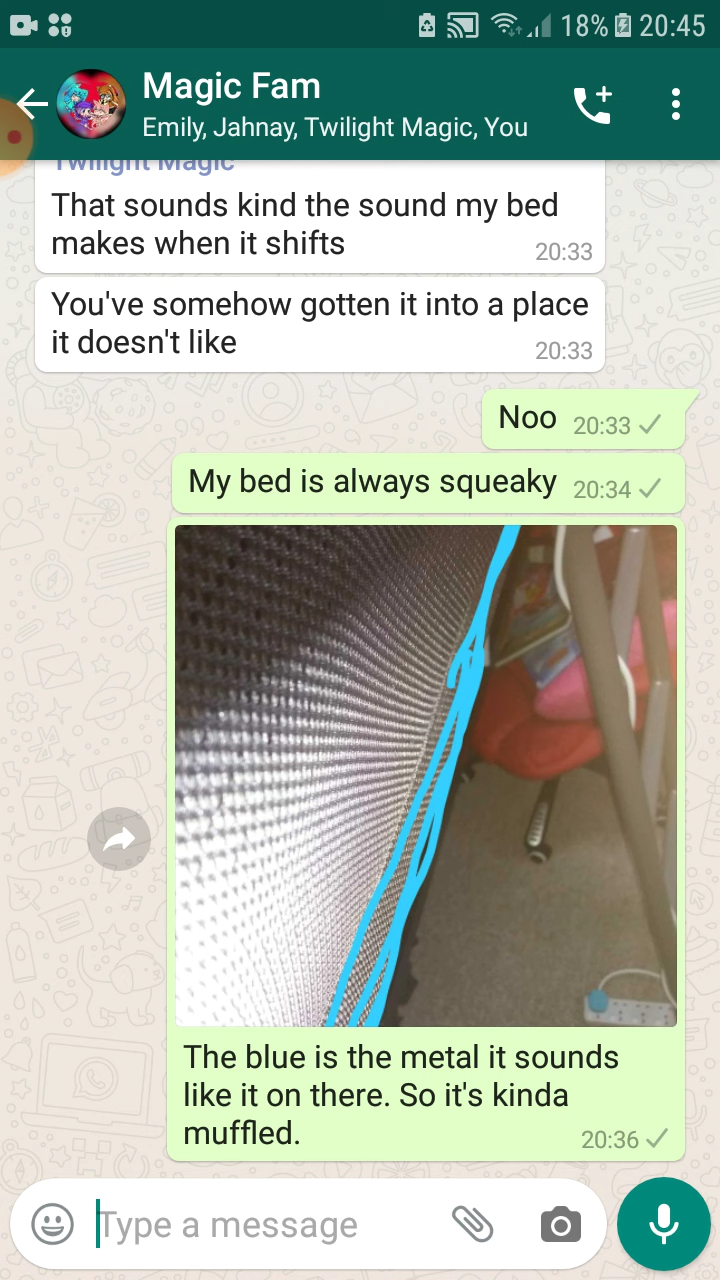 18% 20:45
Magic Fam
Emily, Jahnay, Twilight Magic, You
Twilight Magic
That sounds kind the sound my bed
makes when it shifts
20:33
You've somehow gotten it into a place
it doesn't like
20:33
Noo 20:33
My bed is always squeaky 20:34
The blue is the metal it sounds
like it on there. So it's kinda
muffled.
20:36
Type a message